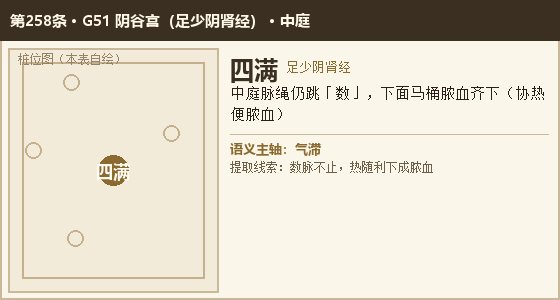 第258条・G51 阴谷宫（足少阴肾经）・中庭
桩位图（本表自绘）
四满
四满 足少阴肾经
中庭脉绳仍跳「数」，下面马桶脓血齐下（协热
便脓血）
语义主轴：气滞
提取线索：数脉不止，热随利下成脓血